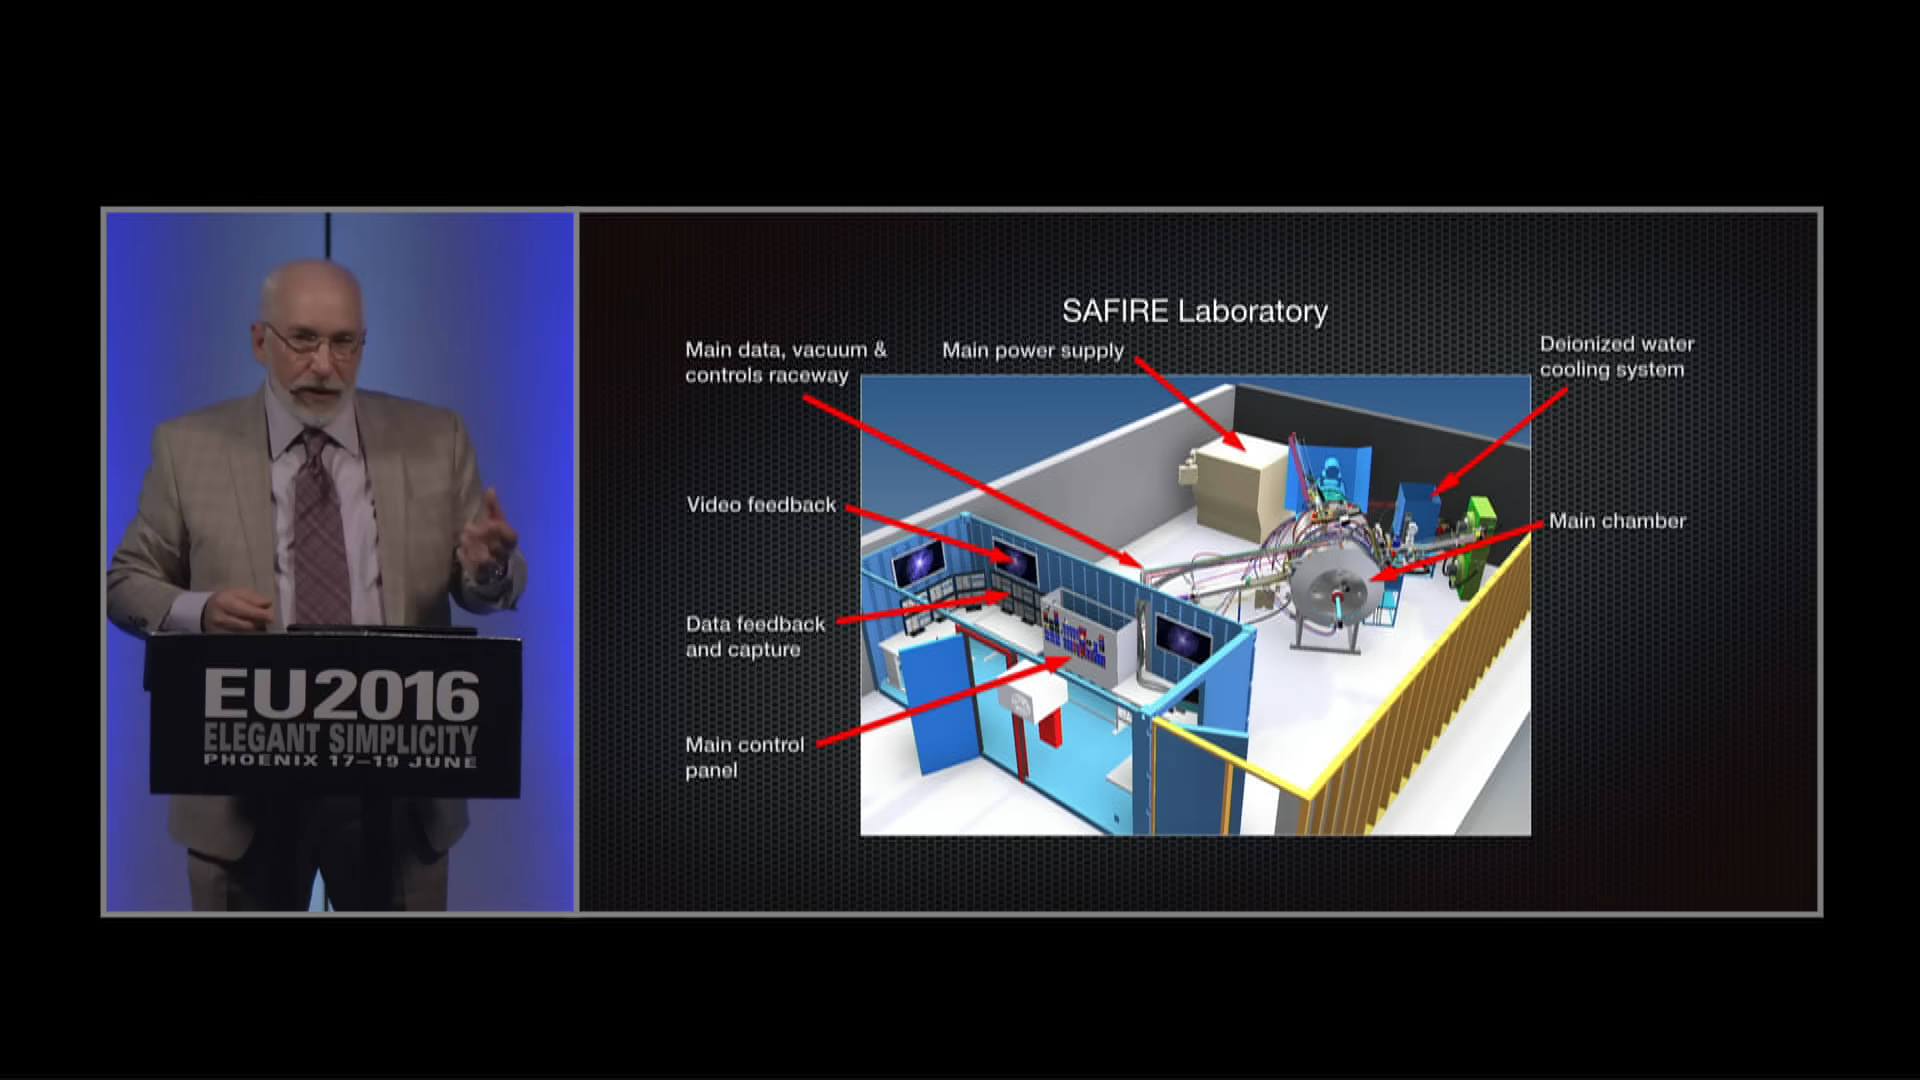 EU2016
ELEGANT SIMPLICITY
PHOENIX 17–19 JUNE
SAFIRE Laboratory
Main data, vacuum &
controls raceway
Main power supply
Deionized water
cooling system
Video feedback
Main chamber
Data feedback
and capture
Main control
panel